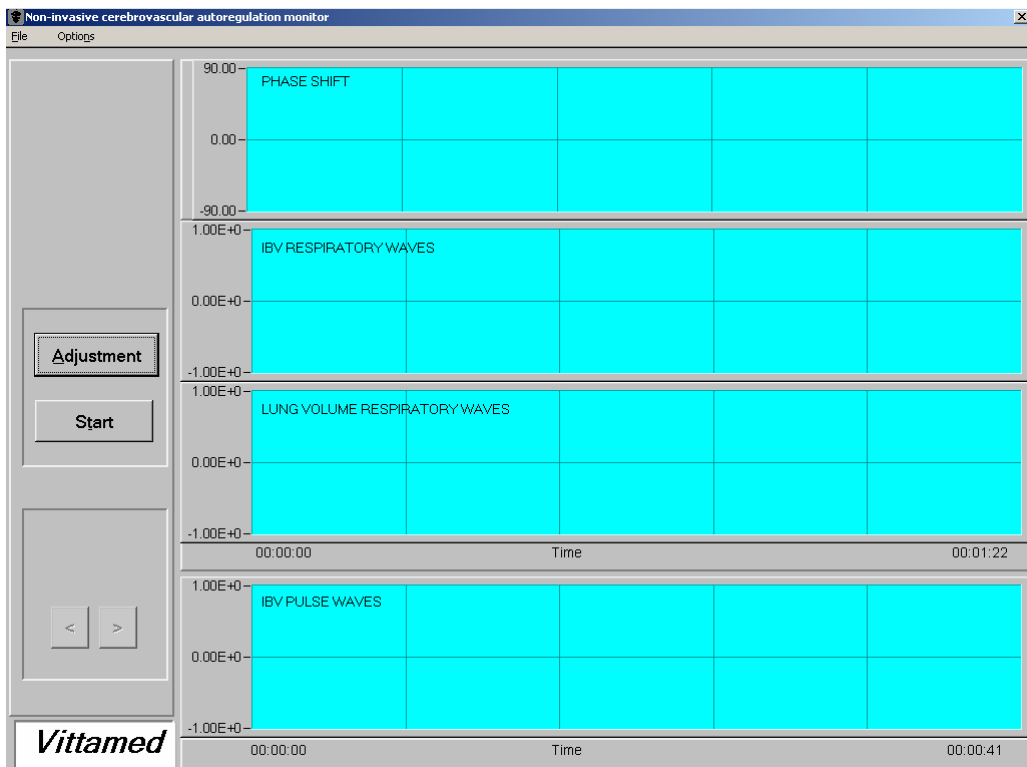 Non-invasive cerebrovascular autoregulation monitor
File Options
90.00
PHASE SHIFT
0.00
-90.00
1.00E+0
IBV RESPIRATORY WAVES
0.00E+0
-1.00E+0
1.00E+0
LUNG VOLUME RESPIRATORY WAVES
0.00E+0
-1.00E+0
00:00:00 Time 00:01:22
1.00E+0
IBV PULSE WAVES
0.00E+0
-1.00E+0
00:00:00 Time 00:00:41
Adjustment
Start
< >
Vittamed